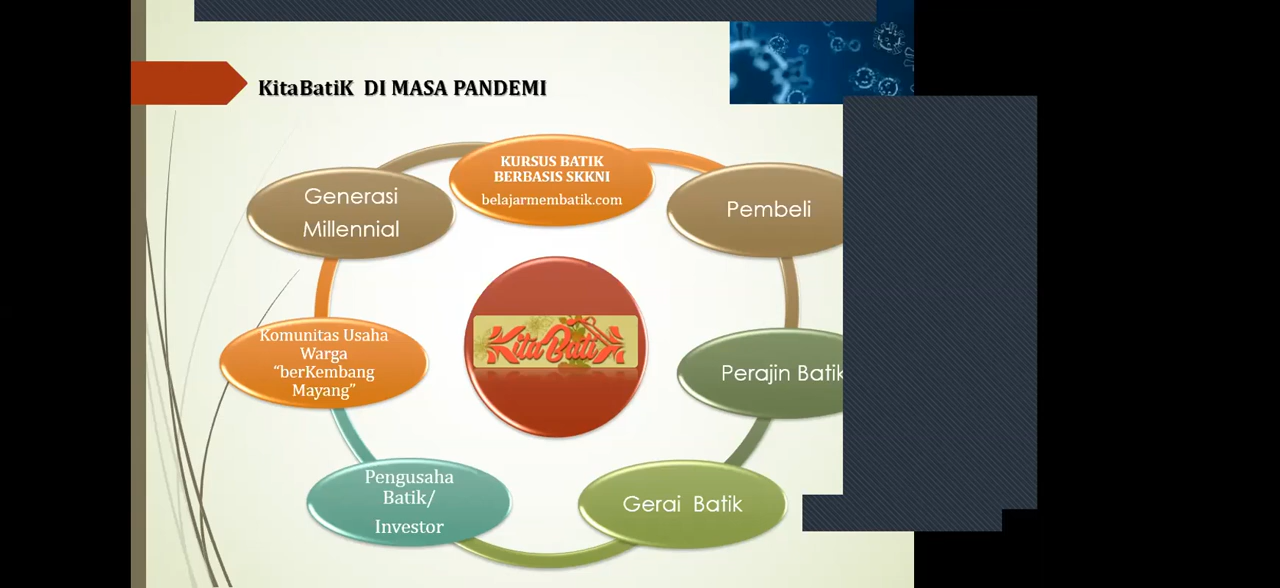 KitaBatiK DI MASA PANDEMI
KURSUS BATIK
BERBASIS SKKNI
belajarmembatik.com
Pembeli
Perajin Batik
Gerai Batik
Pengusaha
Batik/
Investor
Komunitas Usaha
Warga
“berKembang
Mayang”
Generasi
Millennial
KitaBatiK